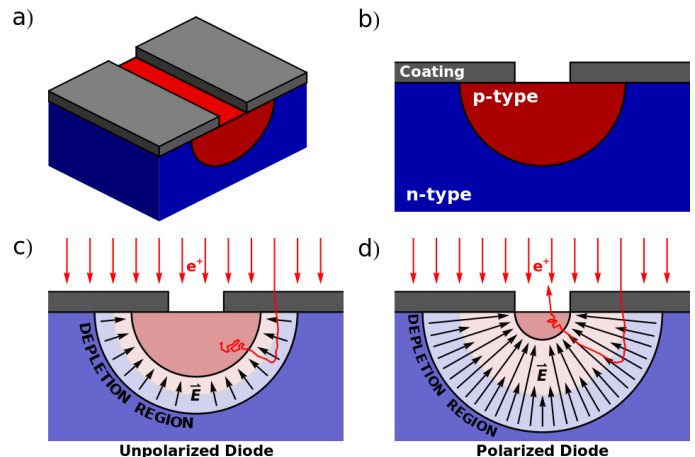 a)
b)
Coating
p-type
n-type
c)
d)
e+
e+
E
E
DEPLETION REGION
DEPLETION REGION
Unpolarized Diode
Polarized Diode